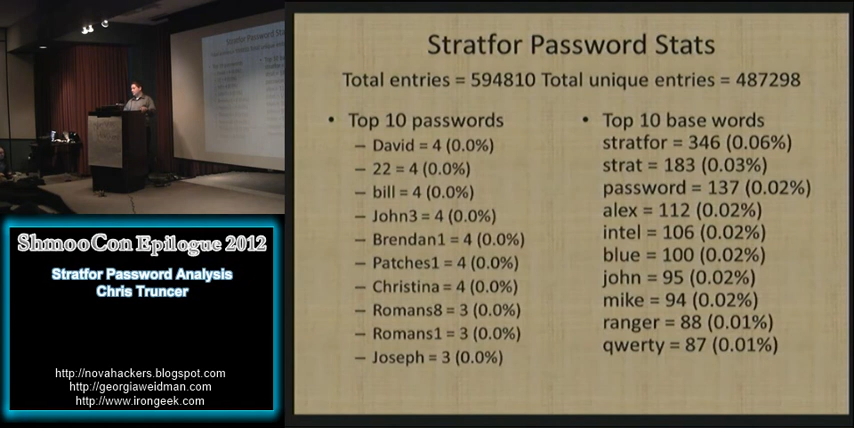 Stratfor Password Stats
Total entries = 594810 Total unique entries = 487298
• Top 10 passwords
– David = 4 (0.0%)
– 22 = 4 (0.0%)
– bill = 4 (0.0%)
– John3 = 4 (0.0%)
– Brendan1 = 4 (0.0%)
– Patches1 = 4 (0.0%)
– Christina = 4 (0.0%)
– Romans8 = 3 (0.0%)
– Romans1 = 3 (0.0%)
– Joseph = 3 (0.0%)
• Top 10 base words
stratfor = 346 (0.06%)
strat = 183 (0.03%)
password = 137 (0.02%)
alex = 112 (0.02%)
intel = 106 (0.02%)
blue = 100 (0.02%)
john = 95 (0.02%)
mike = 94 (0.02%)
ranger = 88 (0.01%)
qwerty = 87 (0.01%)
ShmooCon Epilogue 2012
Stratfor Password Analysis
Chris Truncer
http://novahackers.blogspot.com
http://georgiaweidman.com
http://www.irongeek.com